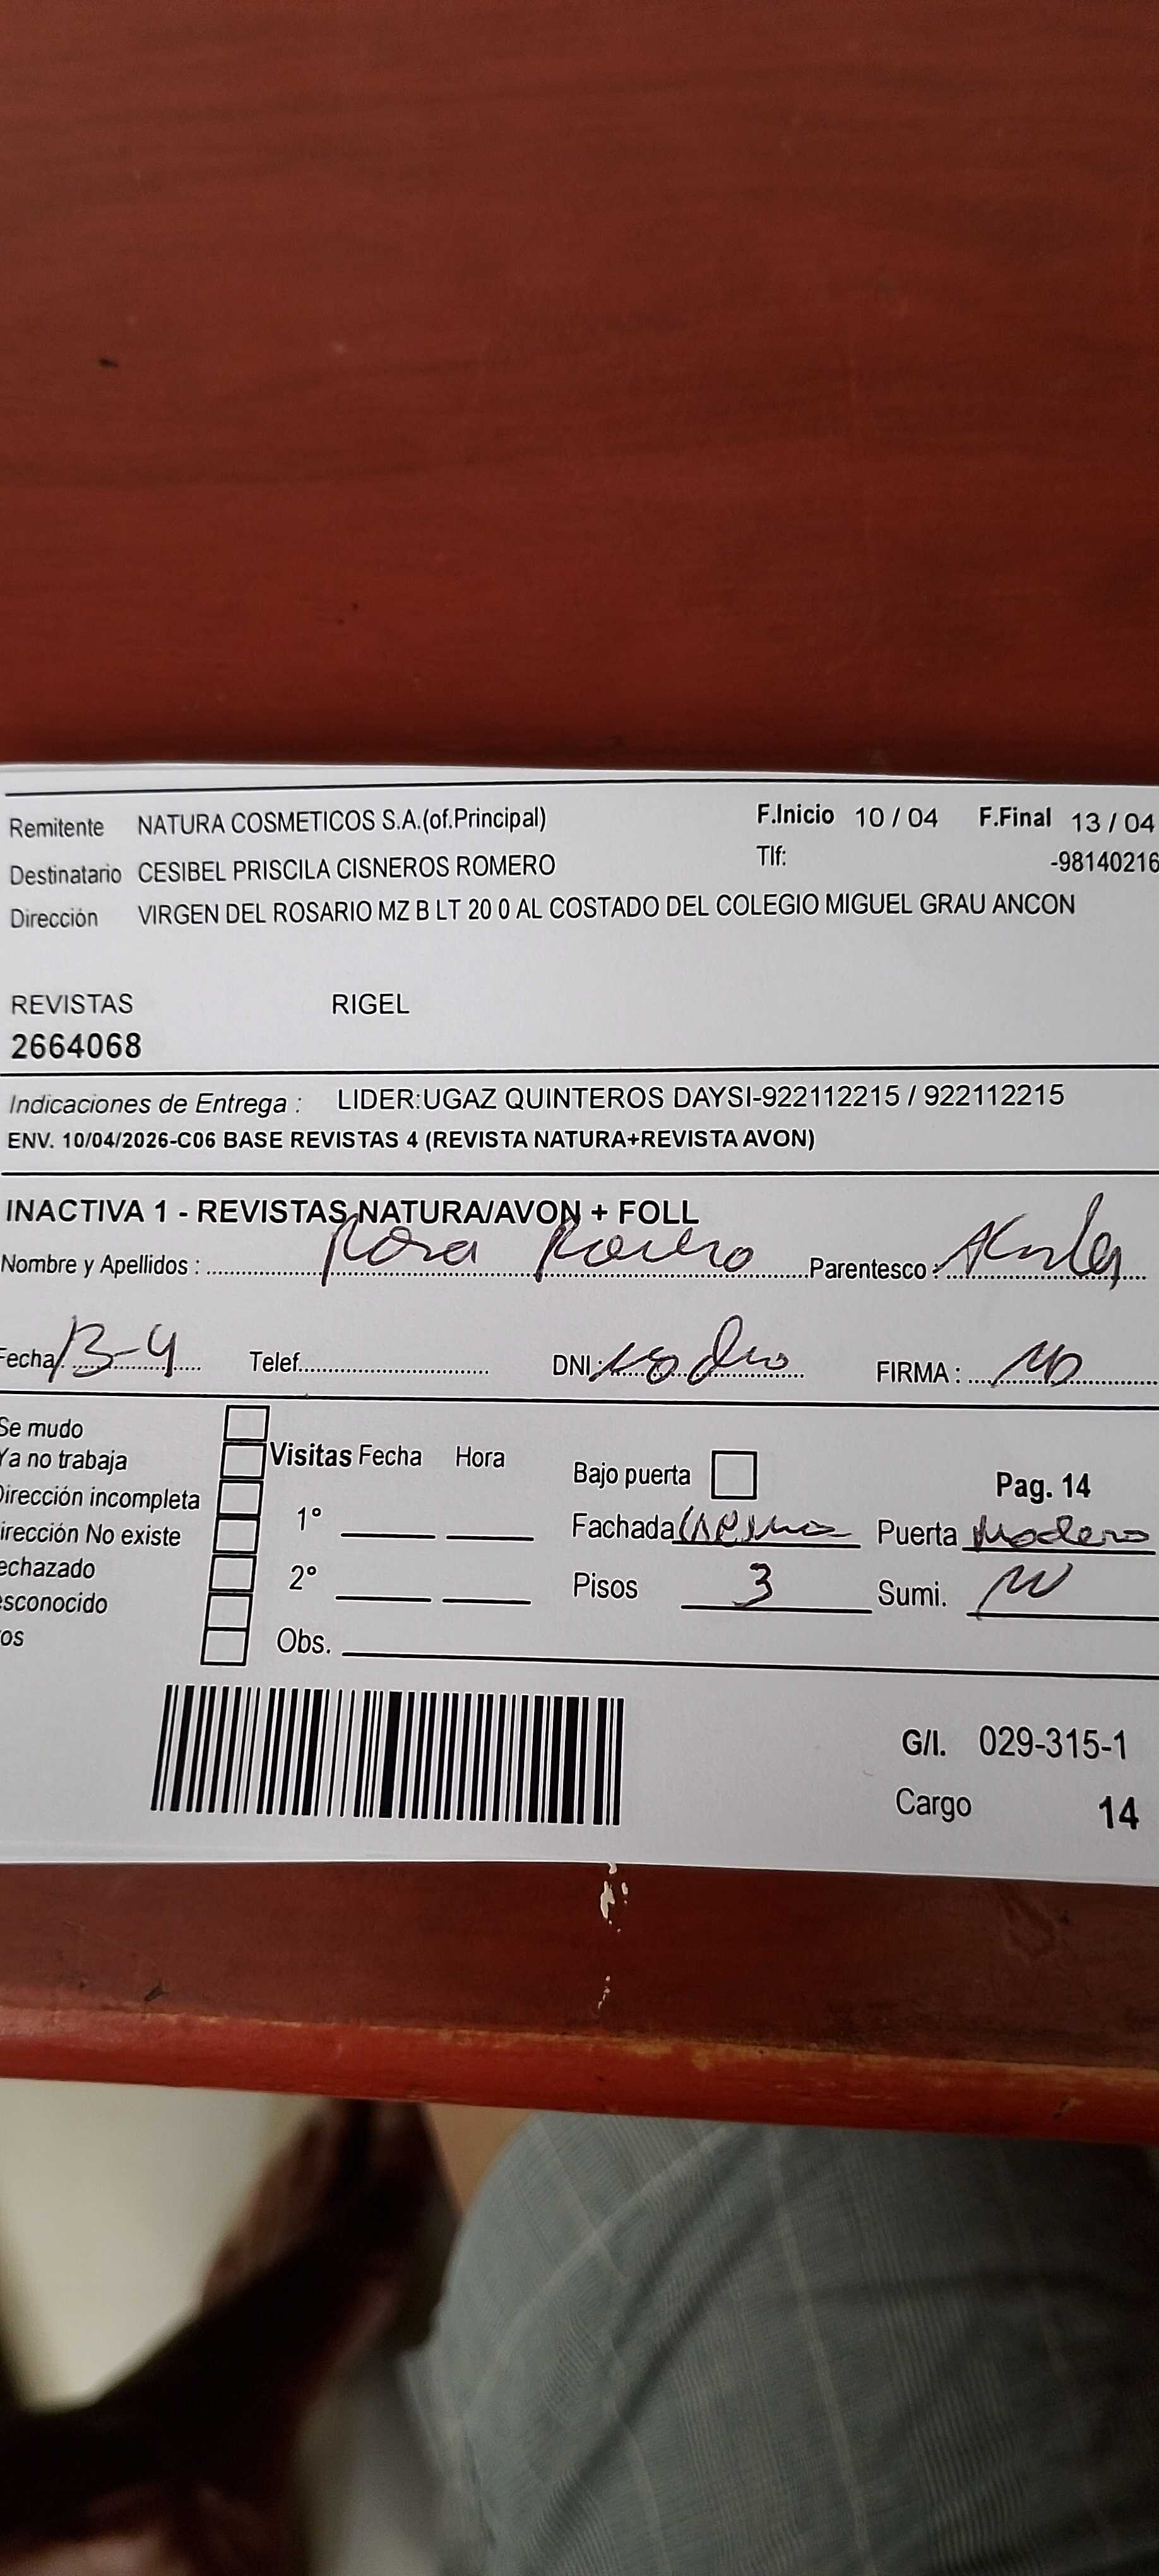 Remitente NATURA COSMETICOS S.A.(of.Principal) F.Inicio 10 / 04 F.Final 13 / 04
Destinatario CESIBEL PRISCILA CISNEROS ROMERO Tlf: -98140216
Dirección VIRGEN DEL ROSARIO MZ B LT 20 0 AL COSTADO DEL COLEGIO MIGUEL GRAU ANCON
REVISTAS RIGEL
2664068
Indicaciones de Entrega : LIDER:UGAZ QUINTEROS DAYSI-922112215 / 922112215
ENV. 10/04/2026-C06 BASE REVISTAS 4 (REVISTA NATURA+REVISTA AVON)
INACTIVA 1 - REVISTAS NATURA/AVON + FOLL
Nombre y Apellidos : Rosa Romero Parentesco :
Fecha 13-4 Telef. DNI: FIRMA :
Se mudo
Ya no trabaja Visitas Fecha Hora Bajo puerta Pag. 14
Dirección incompleta
irección No existe 1° Fachada Puerta Madera
echazado 2° Pisos 3 Sumi.
esconocido
os Obs.
G/I. 029-315-1
Cargo 14